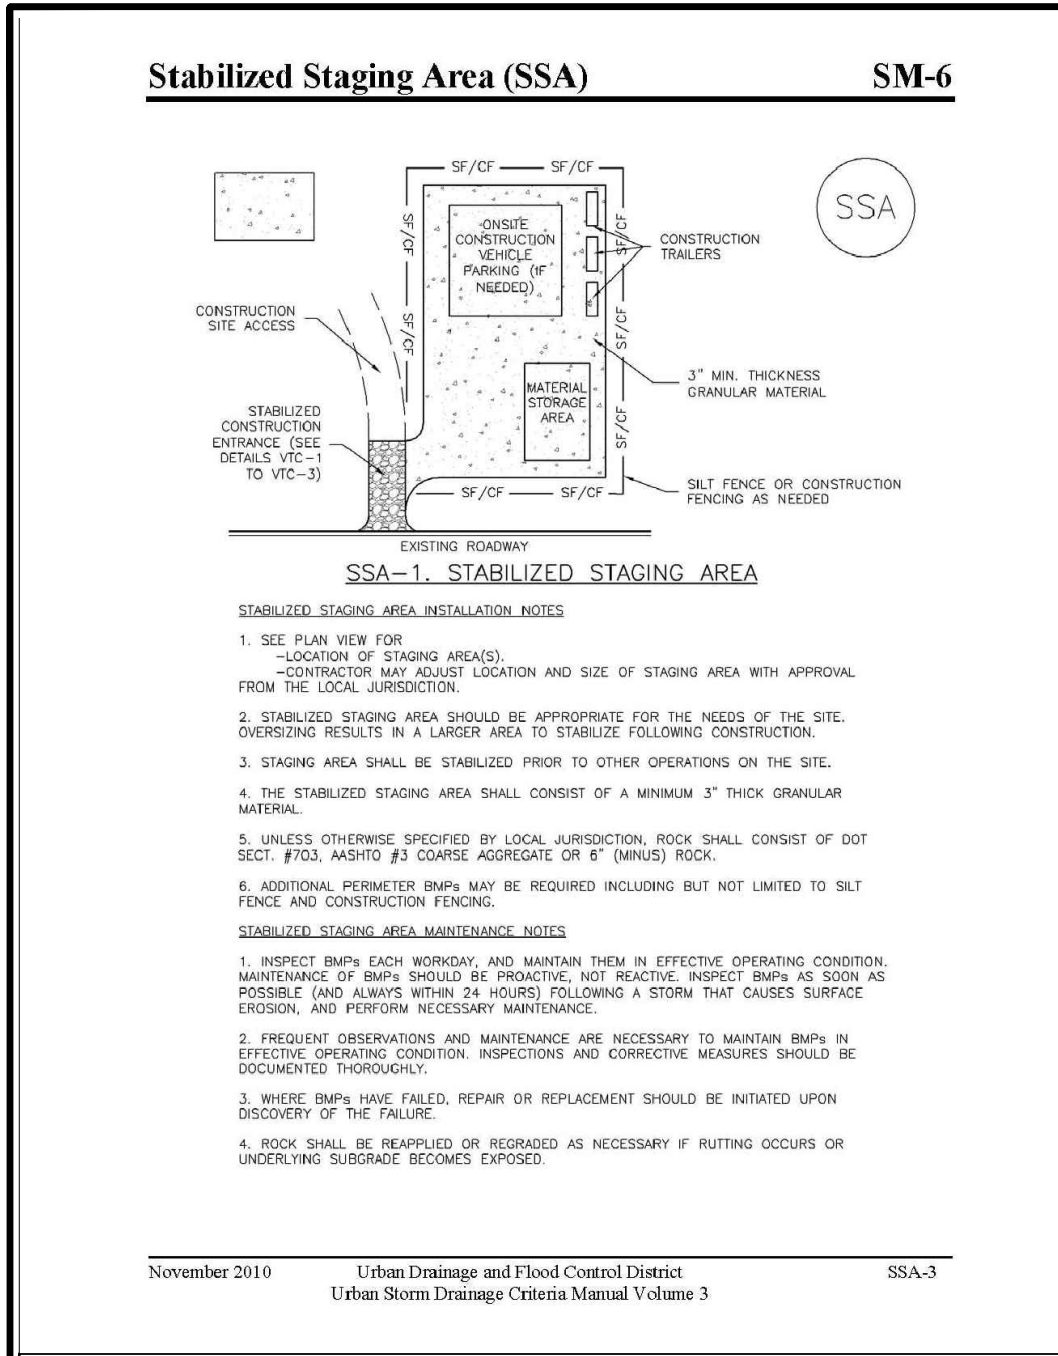 Stabilized Staging Area (SSA) SM-6
SF/CF SF/CF
SSA
SF/CF
SF/CF
ONSITE
CONSTRUCTION
VEHICLE
PARKING (IF
NEEDED)
SF/CF
CONSTRUCTION
TRAILERS
CONSTRUCTION
SITE ACCESS
SF/CF
3" MIN. THICKNESS
GRANULAR MATERIAL
MATERIAL
STORAGE
AREA
SF/CF
STABILIZED
CONSTRUCTION
ENTRANCE (SEE
DETAILS VTC-1
TO VTC-3)
SF/CF SF/CF
SILT FENCE OR CONSTRUCTION
FENCING AS NEEDED
EXISTING ROADWAY
SSA-1. STABILIZED STAGING AREA
STABILIZED STAGING AREA INSTALLATION NOTES
1. SEE PLAN VIEW FOR
-LOCATION OF STAGING AREA(S).
-CONTRACTOR MAY ADJUST LOCATION AND SIZE OF STAGING AREA WITH APPROVAL
FROM THE LOCAL JURISDICTION.
2. STABILIZED STAGING AREA SHOULD BE APPROPRIATE FOR THE NEEDS OF THE SITE.
OVERSIZING RESULTS IN A LARGER AREA TO STABILIZE FOLLOWING CONSTRUCTION.
3. STAGING AREA SHALL BE STABILIZED PRIOR TO OTHER OPERATIONS ON THE SITE.
4. THE STABILIZED STAGING AREA SHALL CONSIST OF A MINIMUM 3" THICK GRANULAR
MATERIAL.
5. UNLESS OTHERWISE SPECIFIED BY LOCAL JURISDICTION, ROCK SHALL CONSIST OF DOT
SECT. #703, AASHTO #3 COARSE AGGREGATE OR 6" (MINUS) ROCK.
6. ADDITIONAL PERIMETER BMPs MAY BE REQUIRED INCLUDING BUT NOT LIMITED TO SILT
FENCE AND CONSTRUCTION FENCING.
STABILIZED STAGING AREA MAINTENANCE NOTES
1. INSPECT BMPs EACH WORKDAY, AND MAINTAIN THEM IN EFFECTIVE OPERATING CONDITION.
MAINTENANCE OF BMPs SHOULD BE PROACTIVE, NOT REACTIVE. INSPECT BMPs AS SOON AS
POSSIBLE (AND ALWAYS WITHIN 24 HOURS) FOLLOWING A STORM THAT CAUSES SURFACE
EROSION, AND PERFORM NECESSARY MAINTENANCE.
2. FREQUENT OBSERVATIONS AND MAINTENANCE ARE NECESSARY TO MAINTAIN BMPs IN
EFFECTIVE OPERATING CONDITION. INSPECTIONS AND CORRECTIVE MEASURES SHOULD BE
DOCUMENTED THOROUGHLY.
3. WHERE BMPs HAVE FAILED, REPAIR OR REPLACEMENT SHOULD BE INITIATED UPON
DISCOVERY OF THE FAILURE.
4. ROCK SHALL BE REAPPLIED OR REGRADED AS NECESSARY IF RUTTING OCCURS OR
UNDERLYING SUBGRADE BECOMES EXPOSED.
November 2010 Urban Drainage and Flood Control District SSA-3
Urban Storm Drainage Criteria Manual Volume 3